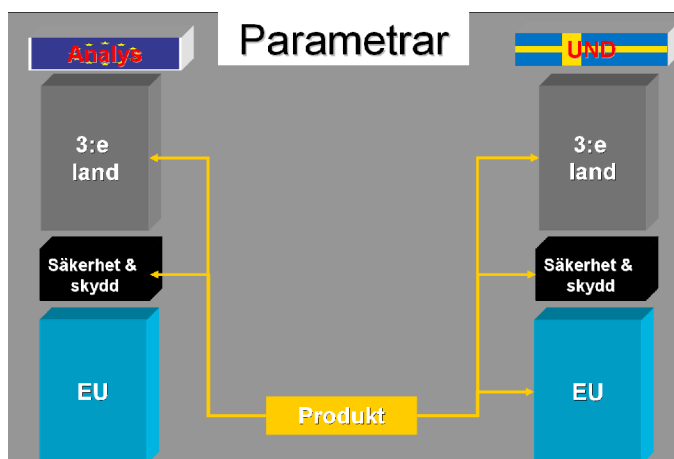 Parametrar
Analys
UND
3:e
land
3:e
land
Säkerhet &
skydd
Säkerhet &
skydd
EU
EU
Produkt